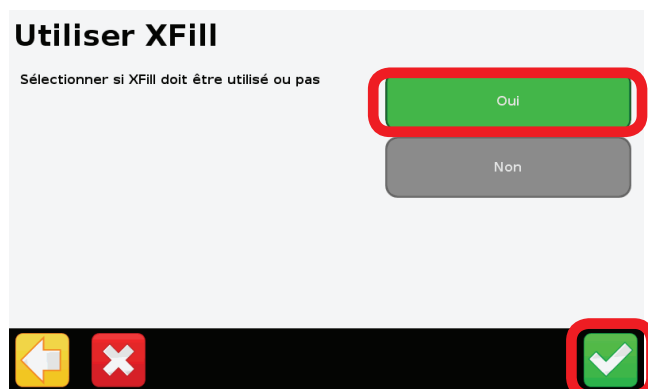 Utiliser XFill
Sélectionner si XFill doit être utilisé ou pas
Oui
Non